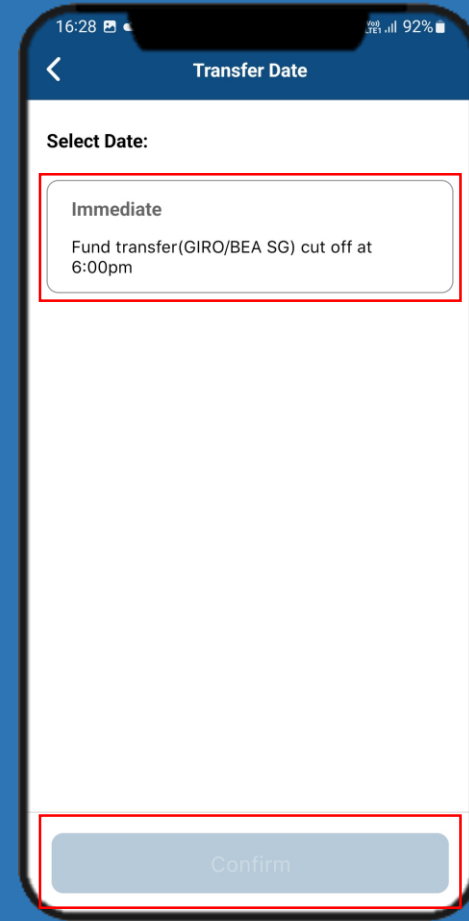 16:28 92%
Transfer Date
Select Date:
Immediate
Fund transfer(GIRO/BEA SG) cut off at
6:00pm
Confirm